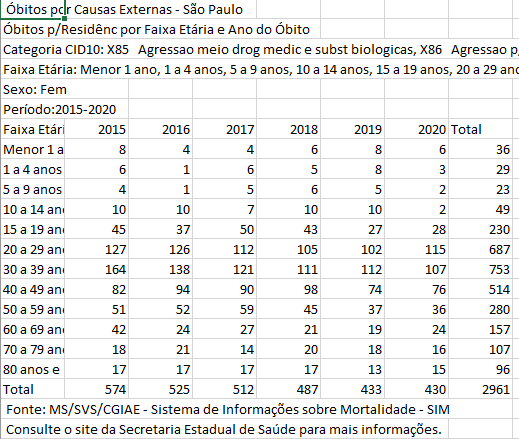 Óbitos por Causas Externas - São Paulo
Óbitos p/Residênc por Faixa Etária e Ano do Óbito
Categoria CID10: X85 Agressao meio drog medic e subst biologicas, X86 Agressao p
Faixa Etária: Menor 1 ano, 1 a 4 anos, 5 a 9 anos, 10 a 14 anos, 15 a 19 anos, 20 a 29 ano
Sexo: Fem
Período:2015-2020
Faixa Etári 2015 2016 2017 2018 2019 2020 Total
Menor 1 a 8 4 4 6 8 6 36
1 a 4 anos 6 1 6 5 8 3 29
5 a 9 anos 4 1 5 6 5 2 23
10 a 14 an 10 10 7 10 10 2 49
15 a 19 an 45 37 50 43 27 28 230
20 a 29 an 127 126 112 105 102 115 687
30 a 39 an 164 138 121 111 112 107 753
40 a 49 an 82 94 90 98 74 76 514
50 a 59 an 51 52 59 45 37 36 280
60 a 69 an 42 24 27 21 19 24 157
70 a 79 an 18 21 14 20 18 16 107
80 anos e 17 17 17 17 13 15 96
Total 574 525 512 487 433 430 2961
Fonte: MS/SVS/CGIAE - Sistema de Informações sobre Mortalidade - SIM
Consulte o site da Secretaria Estadual de Saúde para mais informações.